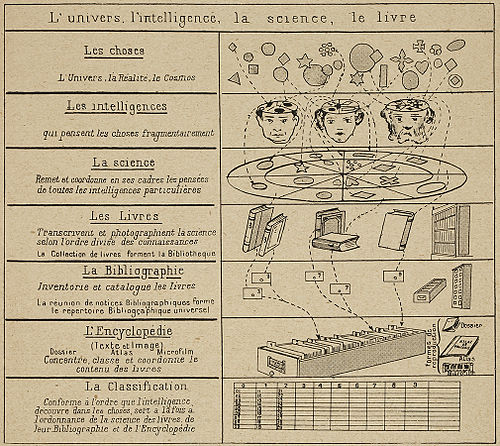 L'univers, l'intelligence, la science, le livre
Les choses
L'Univers, la Réalité, le Cosmos
Les intelligences
qui pensent les choses fragmentairement
La science
Remet et coordonne en ses cadres les pensées
de toutes les intelligences particulières
Les Livres
Transcrivent et photographient la science
selon l'ordre divisé des connaissances
La Collection de livres forment la Bibliothèque
La Bibliographie
Inventorie et catalogue les livres
La réunion de notices Bibliographiques forme
le repertoire Bibliographique universel
L'Encyclopédie
(Texte et Image)
Dossier Atlas Microfilm
Concentre, classe et coordonne le
contenu des livres
Dossier
Atlas
La Classification
Conforme à l'ordre que l'intelligence
découvre dans les choses, sert à la fois à
l'ordonnance de la science des livres, de
leur Bibliographie et de l'Encyclopédie
0 1 2 3 4 5 6 7 8 9